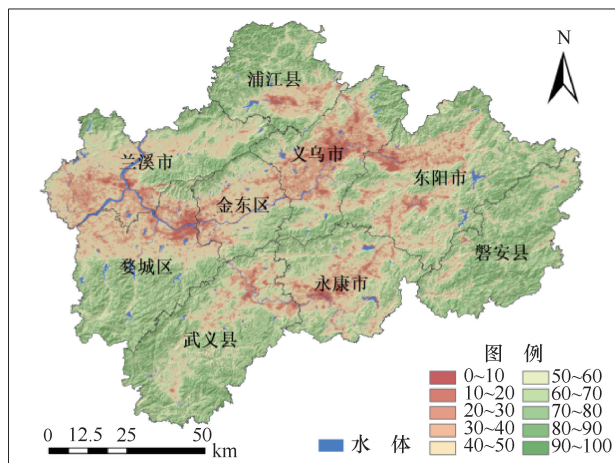 N
浦江县
兰溪市
义乌市
金东区
东阳市
婺城区
永康市
磐安县
武义县
图 例
0~10 50~60
10~20 60~70
20~30 70~80
30~40 80~90
40~50 90~100
水 体
0 12.5 25 50
km